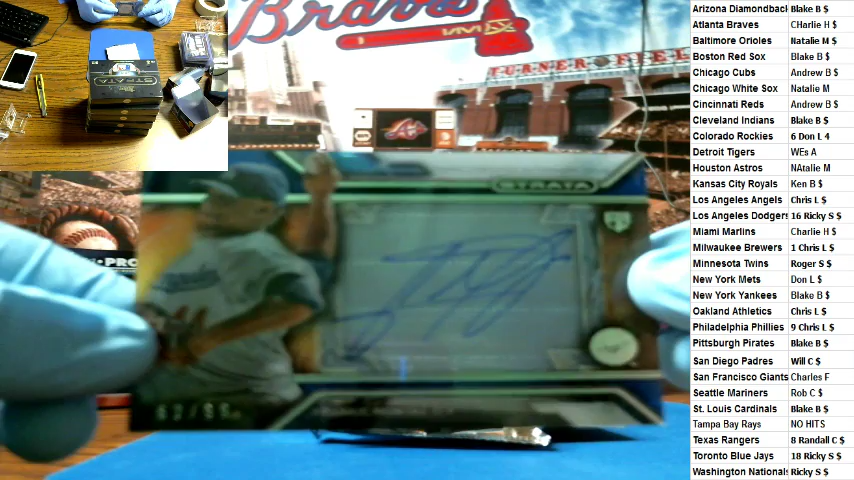 Braves
TURNER FIELD
STRATA
STRATA
PRO
Arizona Diamondback Blake B $
Atlanta Braves CHarlie H $
Baltimore Orioles Natalie M $
Boston Red Sox Blake B $
Chicago Cubs Andrew B $
Chicago White Sox Natalie M
Cincinnati Reds Andrew B $
Cleveland Indians Blake B $
Colorado Rockies 6 Don L 4
Detroit Tigers WEs A
Houston Astros NAtalie M
Kansas City Royals Ken B $
Los Angeles Angels Chris L $
Los Angeles Dodgers 16 Ricky S $
Miami Marlins Charlie H $
Milwaukee Brewers 1 Chris L $
Minnesota Twins Roger S $
New York Mets Don L $
New York Yankees Blake B $
Oakland Athletics Chris L $
Philadelphia Phillies 9 Chris L $
Pittsburgh Pirates Blake B $
San Diego Padres Will C $
San Francisco Giants Charles F
Seattle Mariners Rob C $
St. Louis Cardinals Blake B $
Tampa Bay Rays NO HITS
Texas Rangers 8 Randall C $
Toronto Blue Jays 18 Ricky S $
Washington Nationals Ricky S $